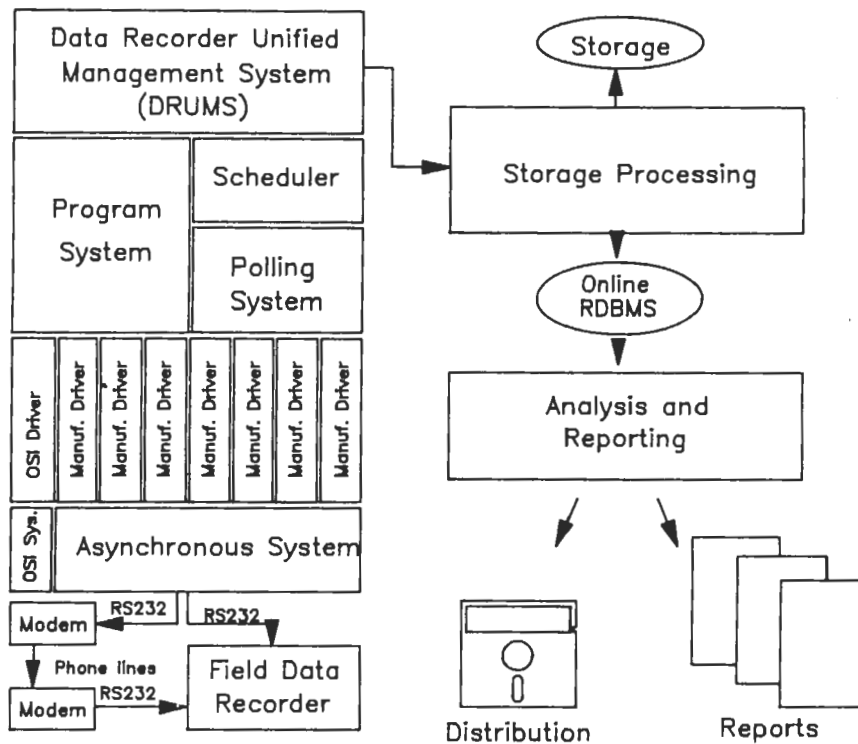 Data Recorder Unified
Management System
(DRUMS)
Storage
Storage Processing
Program
System
Scheduler
Polling
System
Online
RDBMS
OSI Driver
Manuf. Driver
Manuf. Driver
Manuf. Driver
Manuf. Driver
Manuf. Driver
Manuf. Driver
Manuf. Driver
Analysis and
Reporting
OSI Sys.
Asynchronous System
RS232
RS232
Modem
Phone lines
Modem
RS232
Field Data
Recorder
Distribution
Reports